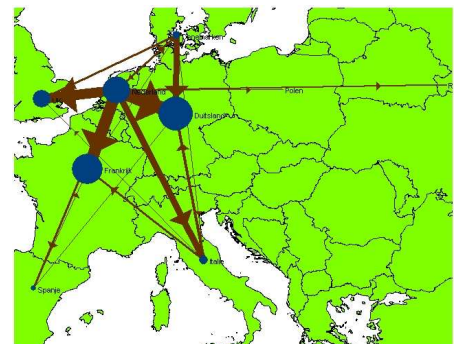 Nederland
Polen
R
Duitsland
Frankrijk
Italie
Spanje